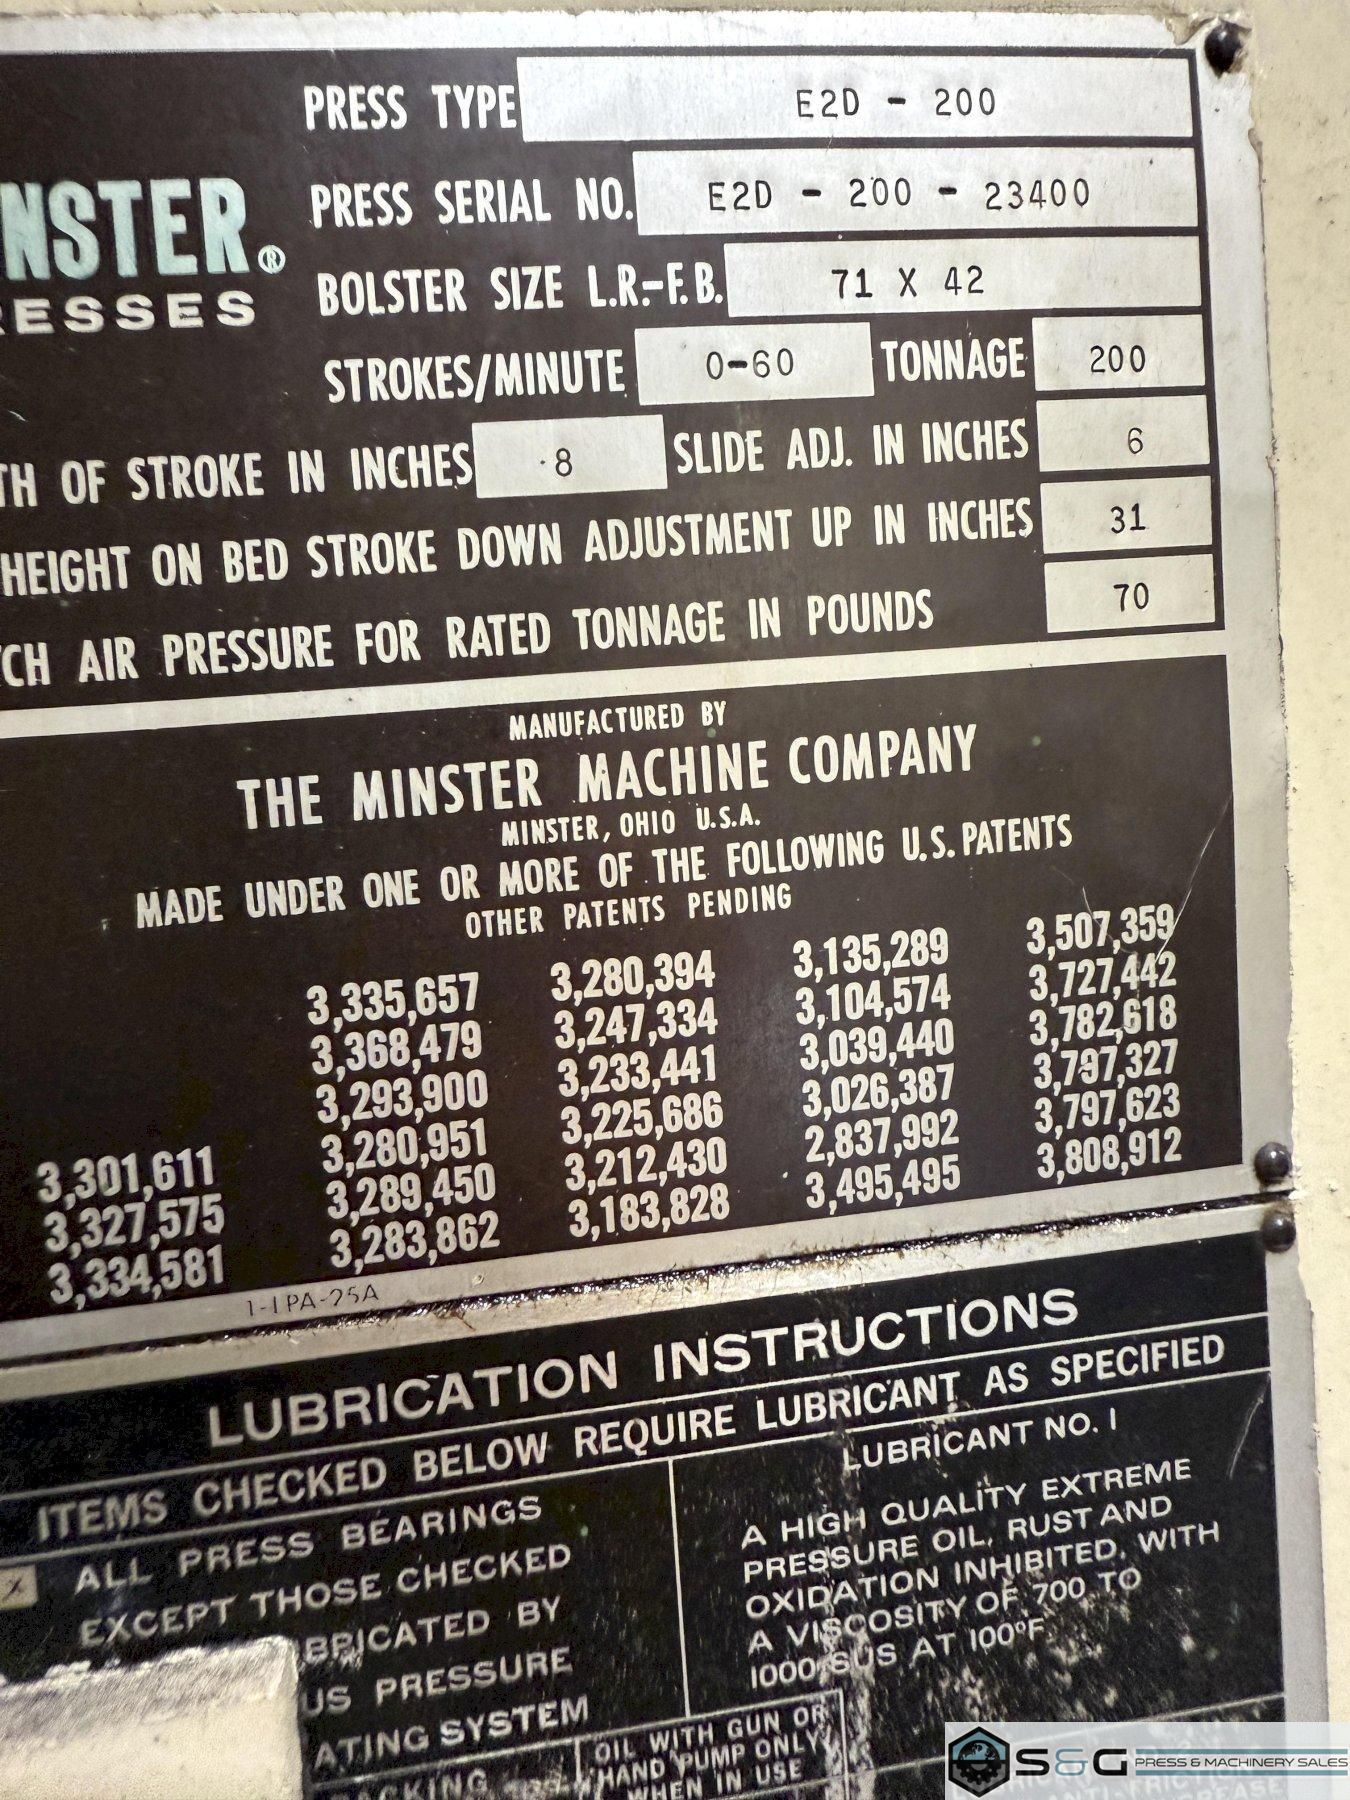 PRESS TYPE E2D - 200
NSTER® PRESS SERIAL NO. E2D - 200 - 23400
ESSES BOLSTER SIZE L.R.-F.B. 71 X 42
STROKES/MINUTE 0-60 TONNAGE 200
TH OF STROKE IN INCHES 8 SLIDE ADJ. IN INCHES 6
HEIGHT ON BED STROKE DOWN ADJUSTMENT UP IN INCHES 31
CH AIR PRESSURE FOR RATED TONNAGE IN POUNDS 70
MANUFACTURED BY
THE MINSTER MACHINE COMPANY
MINSTER, OHIO U.S.A.
MADE UNDER ONE OR MORE OF THE FOLLOWING U.S. PATENTS
OTHER PATENTS PENDING
3,335,657 3,280,394 3,135,289 3,507,359
3,368,479 3,247,334 3,104,574 3,727,442
3,293,900 3,233,441 3,039,440 3,782,618
3,301,611 3,280,951 3,225,686 3,026,387 3,797,327
3,327,575 3,289,450 3,212,430 2,837,992 3,797,623
3,334,581 3,283,862 3,183,828 3,495,495 3,808,912
1-1PA-25A
LUBRICATION INSTRUCTIONS
ITEMS CHECKED BELOW REQUIRE LUBRICANT AS SPECIFIED
X ALL PRESS BEARINGS
EXCEPT THOSE CHECKED
BRICATED BY
US PRESSURE
ATING SYSTEM
OIL WITH GUN OR
HAND PUMP ONLY
WHEN IN USE
LUBRICANT NO. 1
A HIGH QUALITY EXTREME
PRESSURE OIL, RUST AND
OXIDATION INHIBITED, WITH
A VISCOSITY OF 700 TO
1000 SUS AT 100°F.
S&G PRESS & MACHINERY SALES